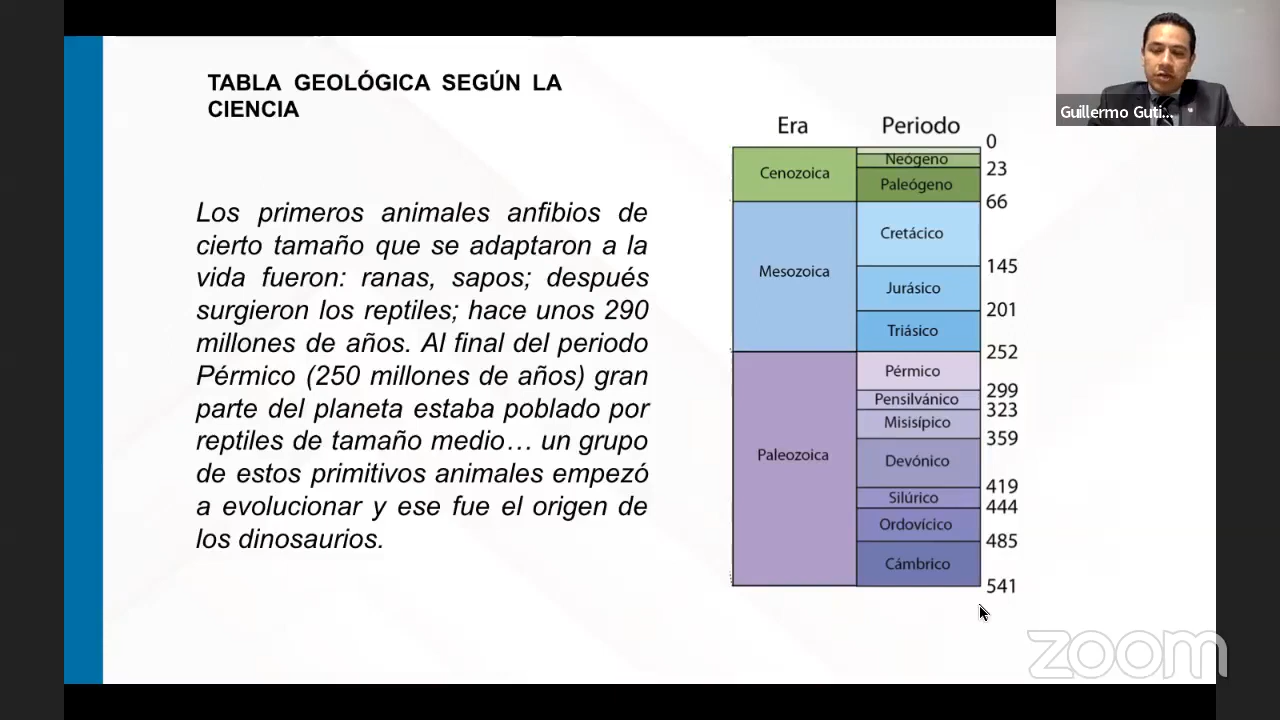 TABLA GEOLÓGICA SEGÚN LA
CIENCIA
Los primeros animales anfibios de
cierto tamaño que se adaptaron a la
vida fueron: ranas, sapos; después
surgieron los reptiles; hace unos 290
millones de años. Al final del periodo
Pérmico (250 millones de años) gran
parte del planeta estaba poblado por
reptiles de tamaño medio… un grupo
de estos primitivos animales empezó
a evolucionar y ese fue el origen de
los dinosaurios.
Era Periodo
0
Neógeno
Cenozoica
23
Paleógeno
66
Cretácico
145
Mesozoica
Jurásico
201
Triásico
252
Pérmico
299
Pensilvánico
323
Misisípico
359
Paleozoica
Devónico
419
Silúrico
444
Ordovícico
485
Cámbrico
541
Guillermo Guti...
zoom